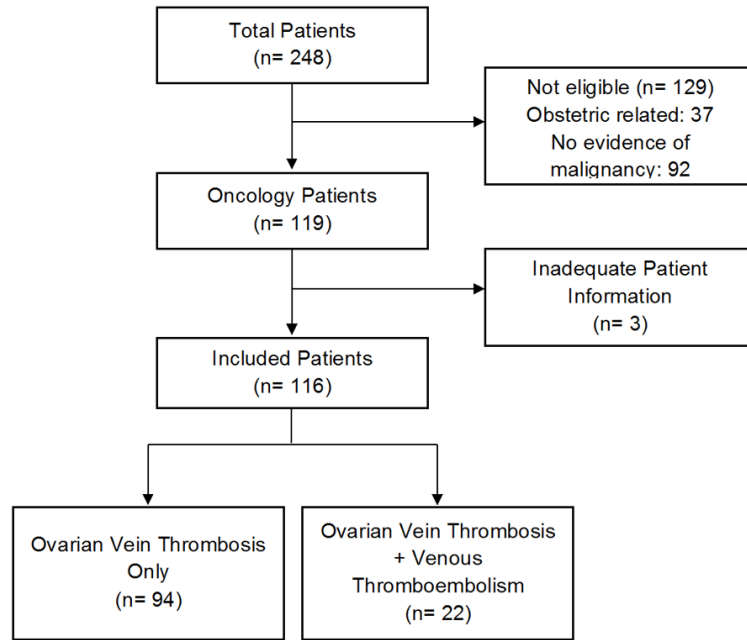 Total Patients
(n= 248)
Not eligible (n= 129)
Obstetric related: 37
No evidence of
malignancy: 92
Oncology Patients
(n= 119)
Inadequate Patient
Information
(n= 3)
Included Patients
(n= 116)
Ovarian Vein Thrombosis
Only
(n= 94)
Ovarian Vein Thrombosis
+ Venous
Thromboembolism
(n= 22)